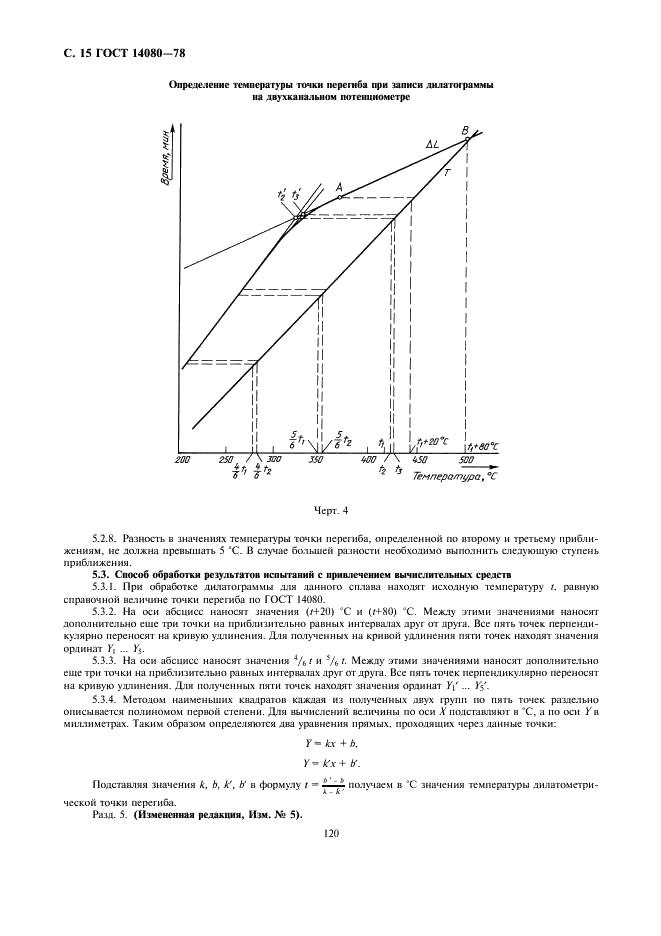 С. 15 ГОСТ 14080—78
Определение температуры точки перегиба при записи дилатограммы
на двухканальном потенциометре
Время, мин
B
ΔL
T
A
t₂′ t₃′
5/6 t₁ 5/6 t₂ t₁ t₁+20°C t₁+80°C
200 250 300 350 400 450 500
4/6 t₁ 4/6 t₂ t₂ t₃
Температура, °С
Черт. 4
5.2.8. Разность в значениях температуры точки перегиба, определенной по второму и третьему прибли-
жениям, не должна превышать 5 °С. В случае большей разности необходимо выполнить следующую ступень
приближения.
5.3. Способ обработки результатов испытаний с привлечением вычислительных средств
5.3.1. При обработке дилатограммы для данного сплава находят исходную температуру t, равную
справочной величине точки перегиба по ГОСТ 14080.
5.3.2. На оси абсцисс наносят значения (t+20) °С и (t+80) °С. Между этими значениями наносят
дополнительно еще три точки на приблизительно равных интервалах друг от друга. Все пять точек перпенди-
кулярно переносят на кривую удлинения. Для полученных на кривой удлинения пяти точек находят значения
ординат Y₁ ... Y₅.
5.3.3. На оси абсцисс наносят значения 4/6 t и 5/6 t. Между этими значениями наносят дополнительно
еще три точки на приблизительно равных интервалах друг от друга. Все пять точек перпендикулярно переносят
на кривую удлинения. Для полученных пяти точек находят значения ординат Y₁′ ... Y₅′.
5.3.4. Методом наименьших квадратов каждая из полученных двух групп по пять точек раздельно
описывается полиномом первой степени. Для вычислений величины по оси X подставляют в °С, а по оси Y в
миллиметрах. Таким образом определяются два уравнения прямых, проходящих через данные точки:
Y = kx + b,
Y = k′x + b′.
Подставляя значения k, b, k′, b′ в формулу t = (b′ – b)/(k – k′) получаем в °С значения температуры дилатометри-
ческой точки перегиба.
Разд. 5. (Измененная редакция, Изм. № 5).
120